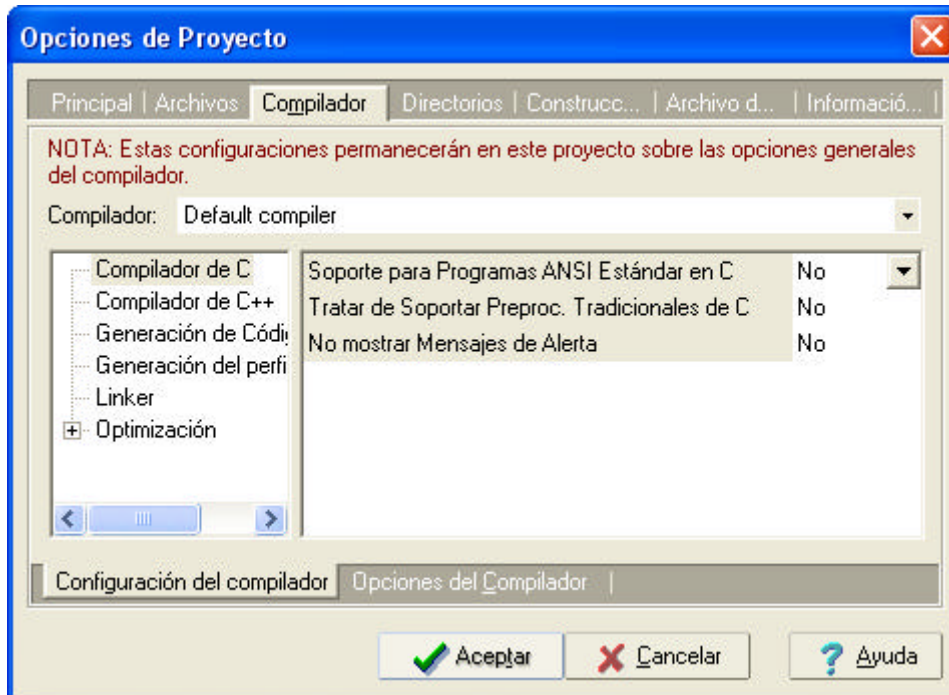 Opciones de Proyecto
Principal | Archivos | Compilador | Directorios | Construcc... | Archivo d... | Informació... |
NOTA: Estas configuraciones permanecerán en este proyecto sobre las opciones generales
del compilador.
Compilador: Default compiler
Compilador de C
Compilador de C++
Generación de Códi
Generación del perfi
Linker
Optimización
Soporte para Programas ANSI Estándar en C No
Tratar de Soportar Preproc. Tradicionales de C No
No mostrar Mensajes de Alerta No
Configuración del compilador Opciones del Compilador |
Aceptar Cancelar Ayuda